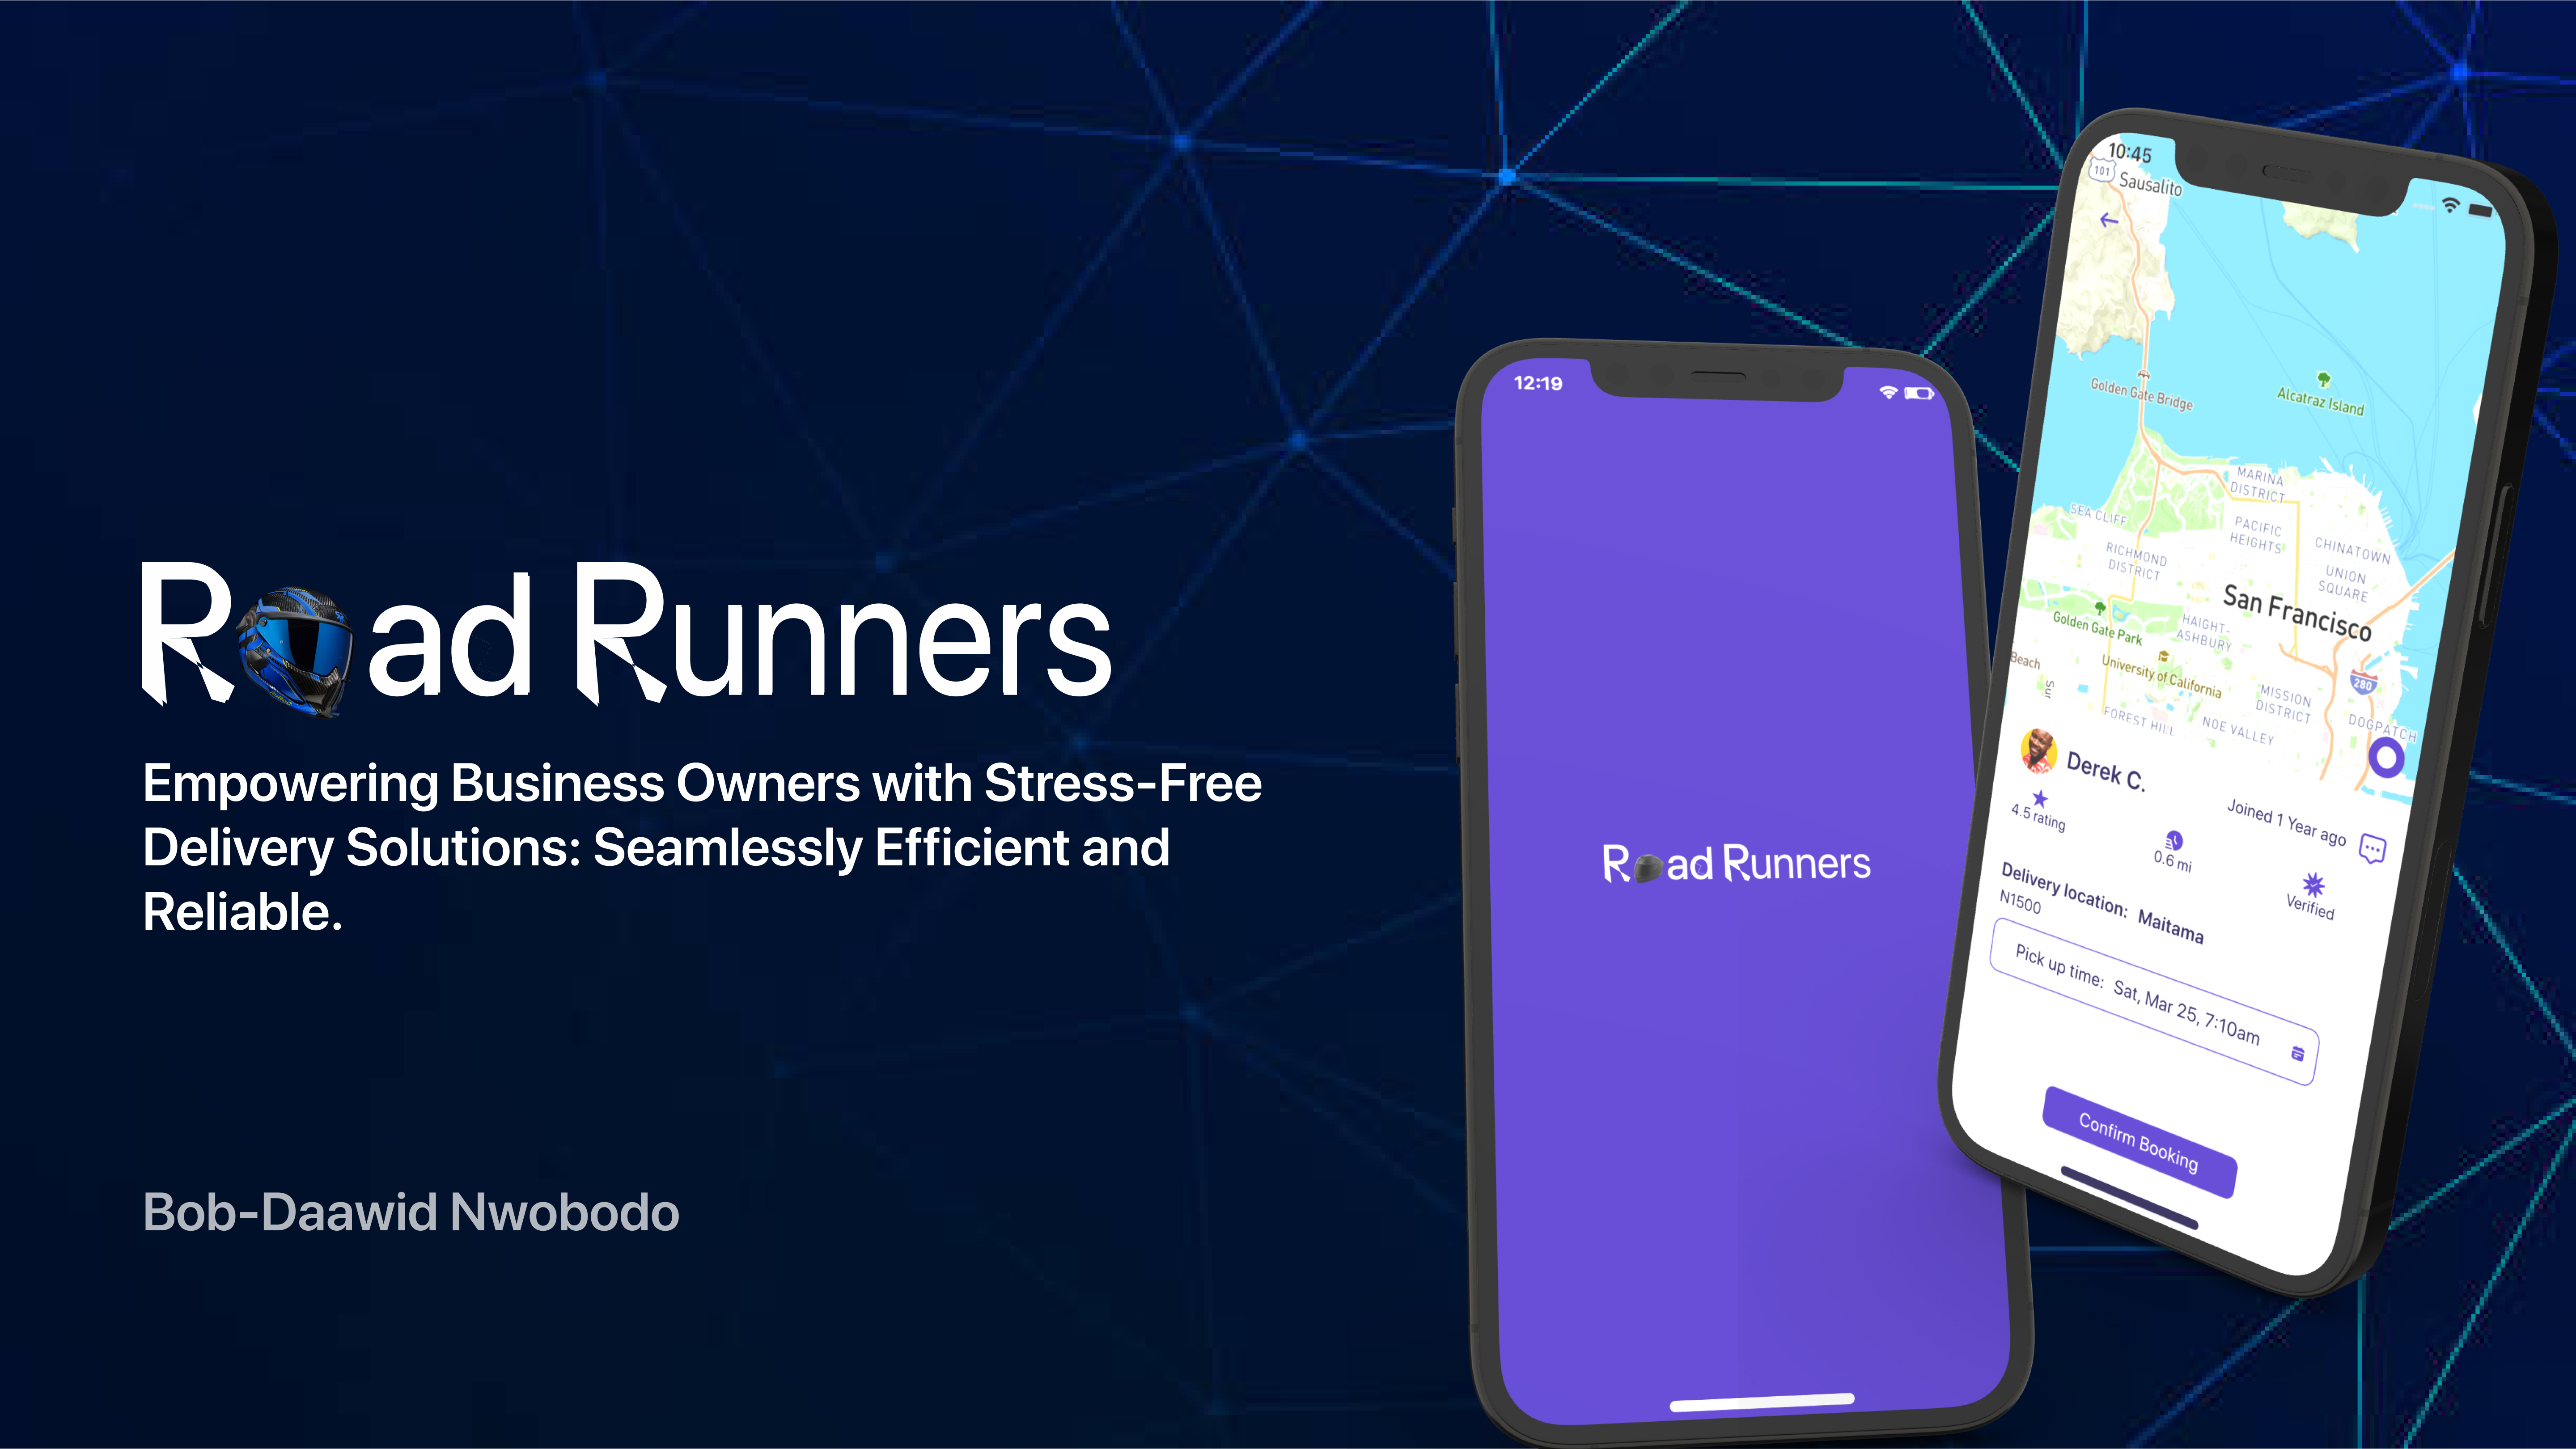 Road Runners
Empowering Business Owners with Stress-Free
Delivery Solutions: Seamlessly Efficient and
Reliable.
Bob-Daawid Nwobodo
12:19
Road Runners
10:45
101
Sausalito
Golden Gate Bridge
Alcatraz Island
MARINA
DISTRICT
SEA CLIFF
PACIFIC
HEIGHTS
CHINATOWN
RICHMOND
DISTRICT
UNION
SQUARE
San Francisco
Golden Gate Park
HAIGHT-
ASHBURY
Beach
University of California
Sur
280
MISSION
DISTRICT
FOREST HILL
NOE VALLEY
DOGPATCH
Derek C.
Joined 1 Year ago
4.5 rating
0.6 mi
Verified
Delivery location: Maitama
N1500
Pick up time: Sat, Mar 25, 7:10am
Confirm Booking